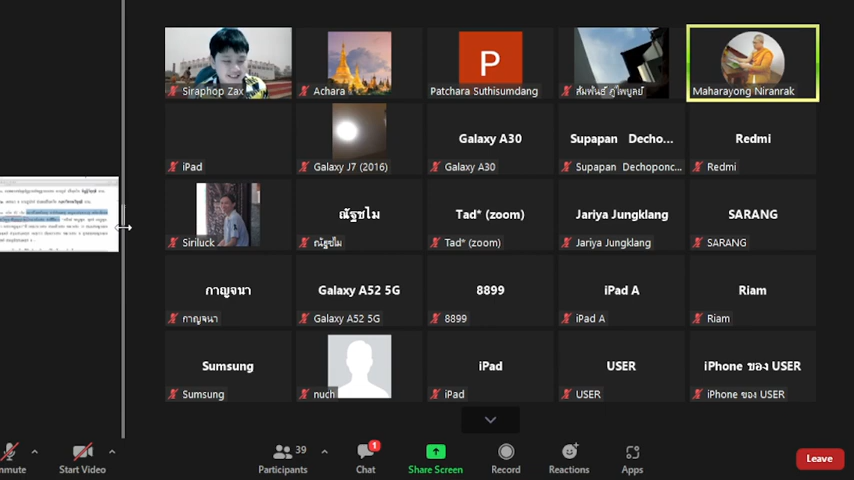 P
Siraphop Zax
Achara
Patchara Suthisumdang
สัมพันธ์ ภู่ไพบูลย์
Maharayong Niranrak
iPad
Galaxy J7 (2016)
Galaxy A30
Galaxy A30
Supapan Decho...
Supapan Dechoponc...
Redmi
Redmi
Siriluck
ณัฐชไม
ณัฐชไม
Tad* (zoom)
Tad* (zoom)
Jariya Jungklang
Jariya Jungklang
SARANG
SARANG
กาญจนา
กาญจนา
Galaxy A52 5G
Galaxy A52 5G
8899
8899
iPad A
iPad A
Riam
Riam
Sumsung
Sumsung
nuch
iPad
iPad
USER
USER
iPhone ของ USER
iPhone ของ USER
nmute
Start Video
39
Participants
1
Chat
Share Screen
Record
Reactions
Apps
Leave